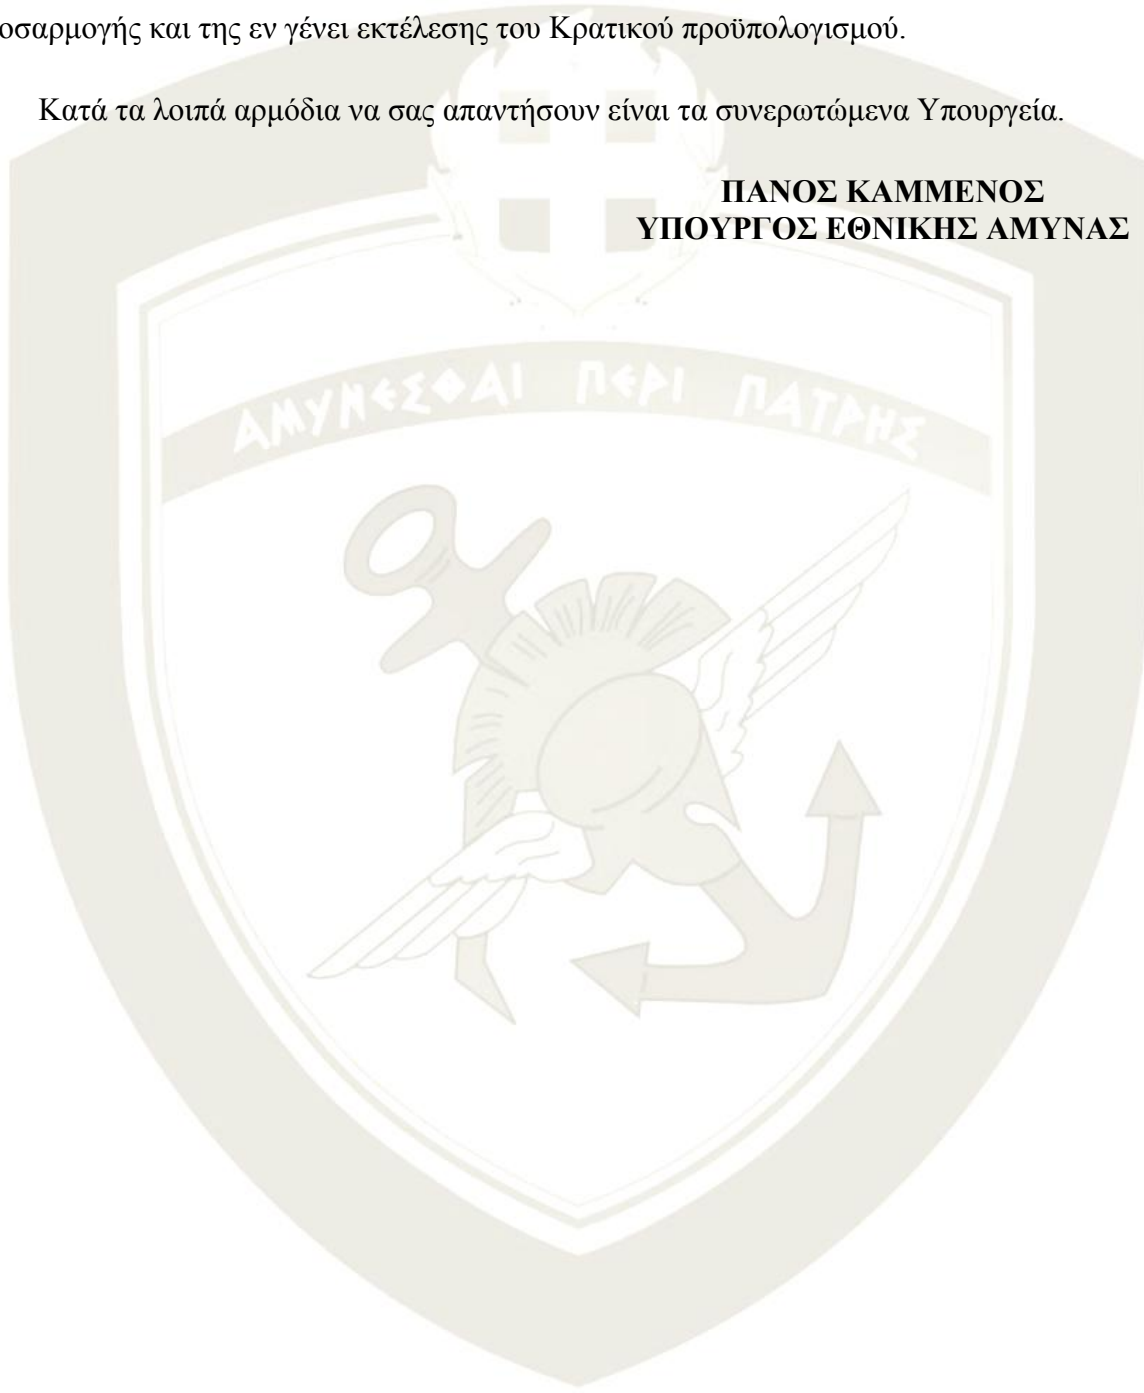 οσαρμογής και της εν γένει εκτέλεσης του Κρατικού προϋπολογισμού.
Κατά τα λοιπά αρμόδια να σας απαντήσουν είναι τα συνερωτώμενα Υπουργεία.
ΠΑΝΟΣ ΚΑΜΜΕΝΟΣ
ΥΠΟΥΡΓΟΣ ΕΘΝΙΚΗΣ ΑΜΥΝΑΣ
ΑΜΥΝΕΣΘΑΙ ΠΕΡΙ ΠΑΤΡΗΣ